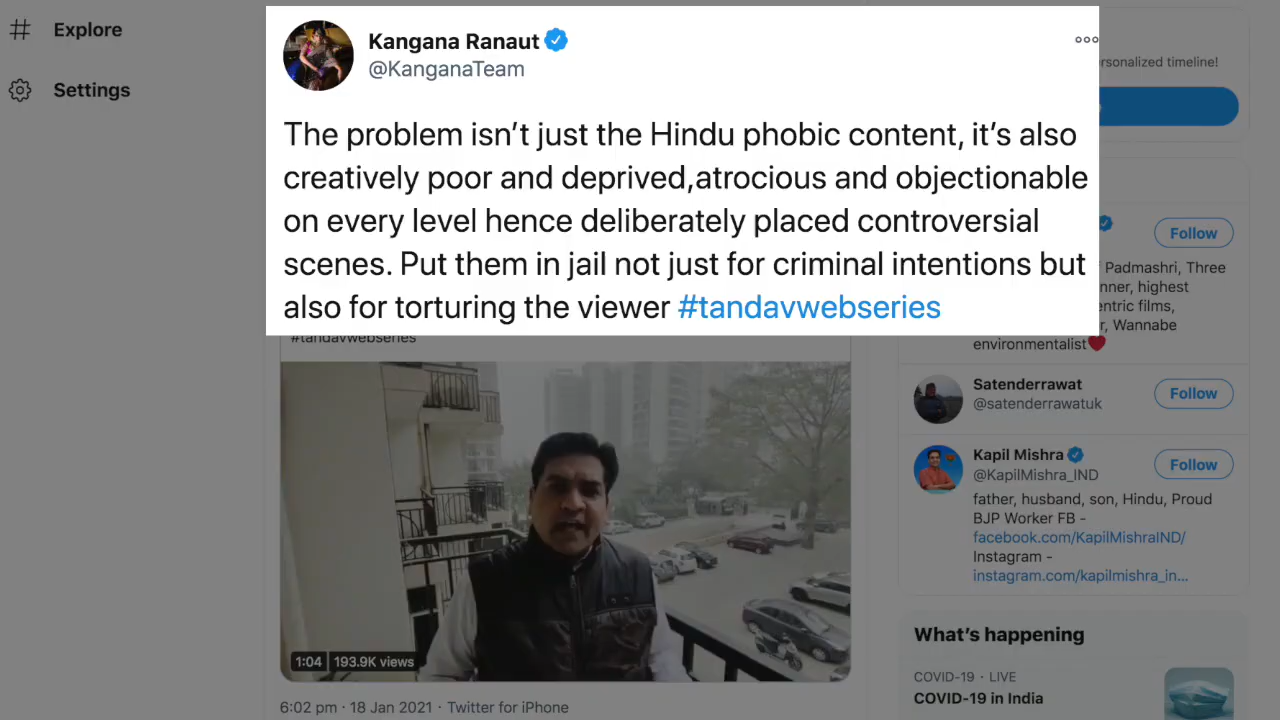 Explore
Settings
Kangana Ranaut
@KanganaTeam
The problem isn’t just the Hindu phobic content, it’s also
creatively poor and deprived,atrocious and objectionable
on every level hence deliberately placed controversial
scenes. Put them in jail not just for criminal intentions but
also for torturing the viewer #tandavwebseries
#tandavwebseries
1:04
193.9K views
6:02 pm · 18 Jan 2021 · Twitter for iPhone
timeline!
Follow
Padmashri, Three
highest
films,
Wannabe
environmentalist
Satenderrawat
@satenderrawatuk
Follow
Kapil Mishra
@KapilMishra_IND
Follow
father, husband, son, Hindu, Proud
BJP Worker FB -
facebook.com/KapilMishraIND/
Instagram -
instagram.com/kapilmishra_in...
What’s happening
COVID-19 · LIVE
COVID-19 in India